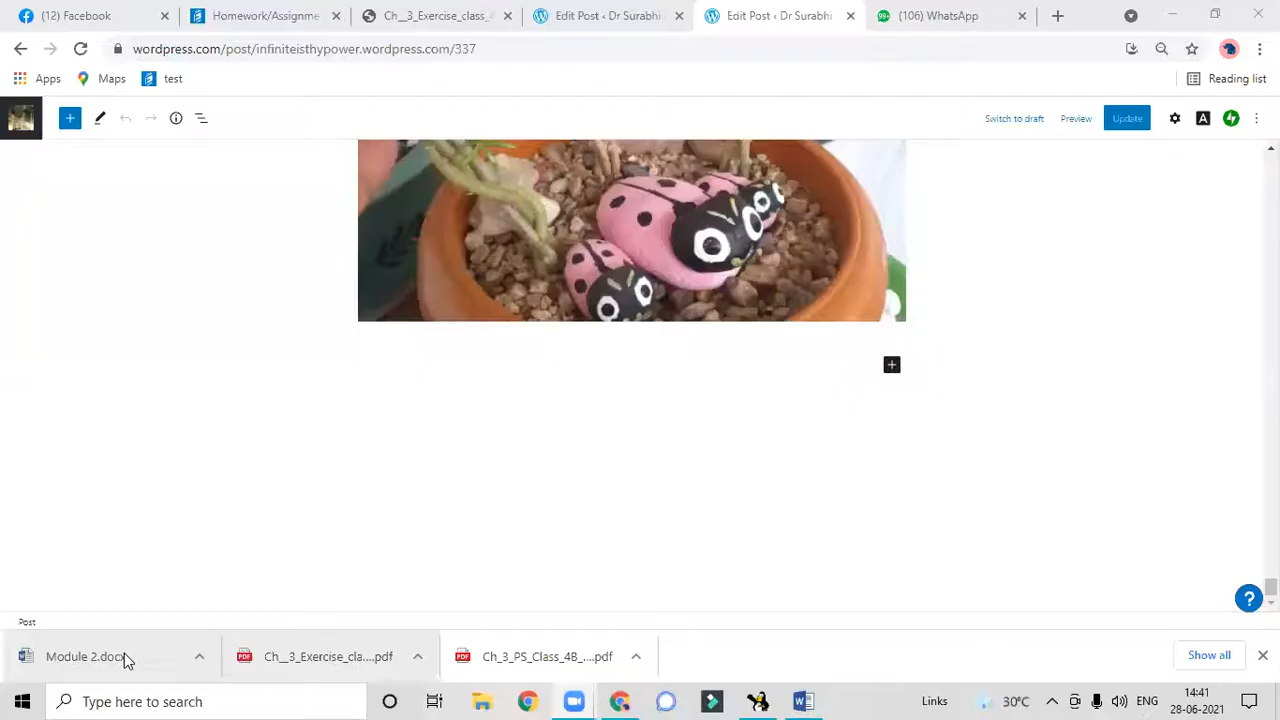 (12) Facebook
Homework/Assignme
Ch__3_Exercise_class_
Edit Post ‹ Dr Surabhi
Edit Post ‹ Dr Surabhi
(106) WhatsApp
wordpress.com/post/infiniteisthypower.wordpress.com/337
Apps
Maps
test
Reading list
Switch to draft
Preview
Update
Post
Module 2.docx
Ch__3_Exercise_cla....pdf
Ch_3_PS_Class_4B_....pdf
Show all
Type here to search
Links
30°C
ENG
14:41
28-06-2021